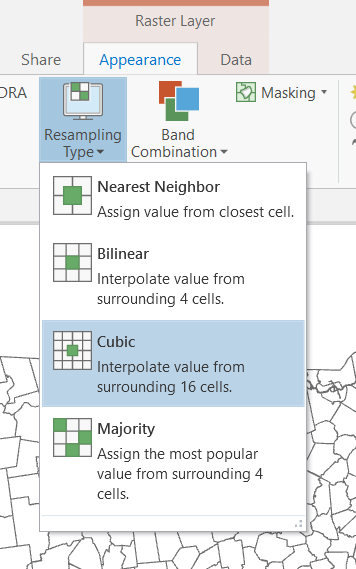 Raster Layer
Share
Appearance
Data
DRA
Resampling
Type
Band
Combination
Masking
Nearest Neighbor
Assign value from closest cell.
Bilinear
Interpolate value from
surrounding 4 cells.
Cubic
Interpolate value from
surrounding 16 cells.
Majority
Assign the most popular
value from surrounding 4
cells.